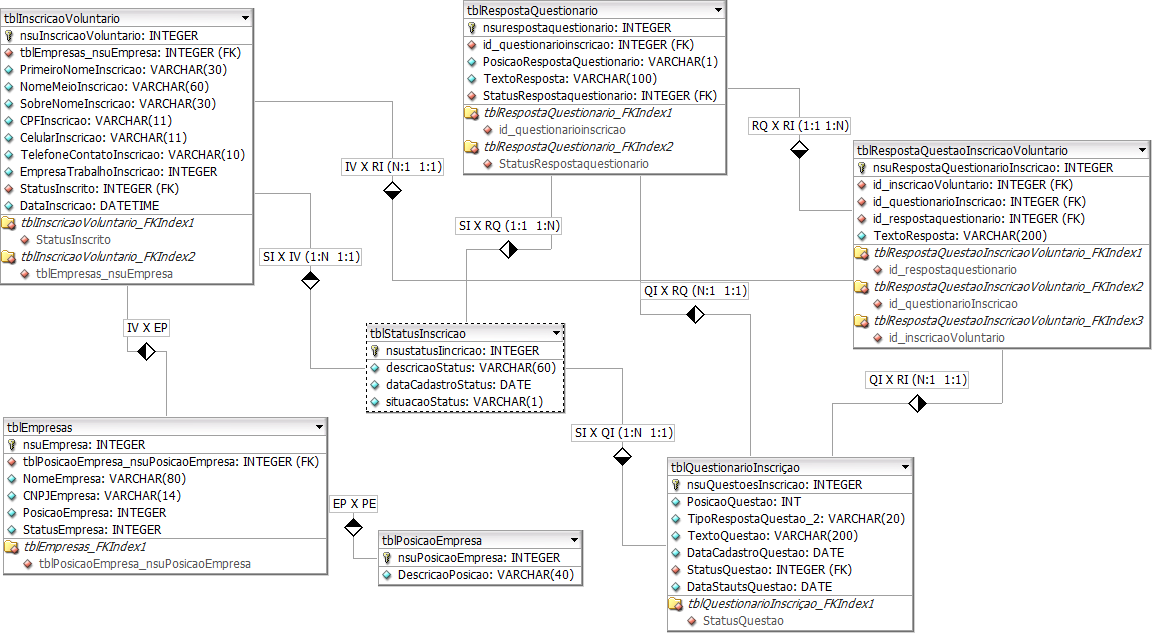 tblInscricaoVoluntario
nsuInscricaoVoluntario: INTEGER
tblEmpresas_nsuEmpresa: INTEGER (FK)
PrimeiroNomeInscricao: VARCHAR(30)
NomeMeioInscricao: VARCHAR(60)
SobreNomeInscricao: VARCHAR(30)
CPFInscricao: VARCHAR(11)
CelularInscricao: VARCHAR(11)
TelefoneContatoInscricao: VARCHAR(10)
EmpresaTrabalhoInscricao: INTEGER
StatusInscrito: INTEGER (FK)
DataInscricao: DATETIME
tblInscricaoVoluntario_FKIndex1
StatusInscrito
tblInscricaoVoluntario_FKIndex2
tblEmpresas_nsuEmpresa
tblRespostaQuestionario
nsurespostaquestionario: INTEGER
id_questionarioinscricao: INTEGER (FK)
PosicaoRespostaQuestionario: VARCHAR(1)
TextoResposta: VARCHAR(100)
StatusRespostaquestionario: INTEGER (FK)
tblRespostaQuestionario_FKIndex1
id_questionarioinscricao
tblRespostaQuestionario_FKIndex2
StatusRespostaquestionario
RQ X RI (1:1 1:N)
tblRespostaQuestaoInscricaoVoluntario
nsuRespostaQuestionarioInscricao: INTEGER
id_inscricaoVoluntario: INTEGER (FK)
id_questionarioInscricao: INTEGER (FK)
id_respostaquestionario: INTEGER (FK)
TextoResposta: VARCHAR(200)
tblRespostaQuestaoInscricaoVoluntario_FKIndex1
id_respostaquestionario
tblRespostaQuestaoInscricaoVoluntario_FKIndex2
id_questionarioInscricao
tblRespostaQuestaoInscricaoVoluntario_FKIndex3
id_inscricaoVoluntario
IV X RI (N:1 1:1)
SI X RQ (1:1 1:N)
SI X IV (1:N 1:1)
QI X RQ (N:1 1:1)
IV X EP
tblStatusInscricao
nsustatusIincricao: INTEGER
descricaoStatus: VARCHAR(60)
dataCadastroStatus: DATE
situacaoStatus: VARCHAR(1)
QI X RI (N:1 1:1)
SI X QI (1:N 1:1)
tblEmpresas
nsuEmpresa: INTEGER
tblPosicaoEmpresa_nsuPosicaoEmpresa: INTEGER (FK)
NomeEmpresa: VARCHAR(80)
CNPJEmpresa: VARCHAR(14)
PosicaoEmpresa: INTEGER
StatusEmpresa: INTEGER
tblEmpresas_FKIndex1
tblPosicaoEmpresa_nsuPosicaoEmpresa
EP X PE
tblPosicaoEmpresa
nsuPosicaoEmpresa: INTEGER
DescricaoPosicao: VARCHAR(40)
tblQuestionarioInscriçao
nsuQuestoesInscricao: INTEGER
PosicaoQuestao: INT
TipoRespostaQuestao_2: VARCHAR(20)
TextoQuestao: VARCHAR(200)
DataCadastroQuestao: DATE
StatusQuestao: INTEGER (FK)
DataStautsQuestao: DATE
tblQuestionarioInscriçao_FKIndex1
StatusQuestao